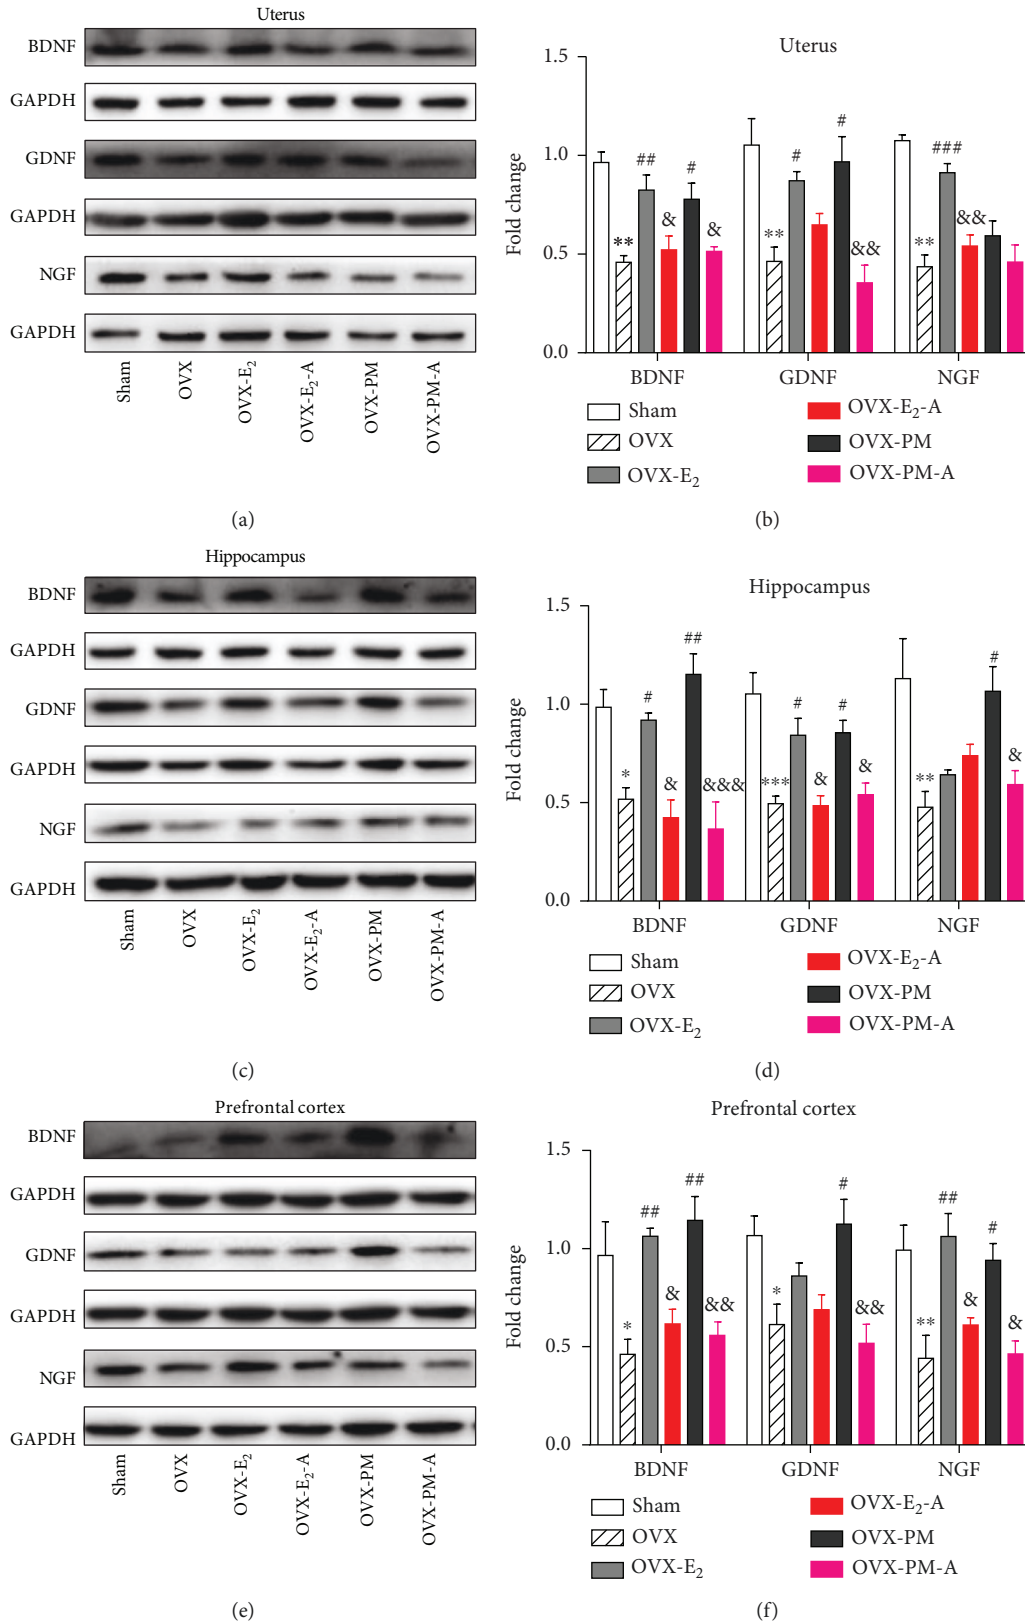 Uterus
BDNF
GAPDH
GDNF
GAPDH
NGF
GAPDH
Sham
OVX
OVX-E₂
OVX-E₂-A
OVX-PM
OVX-PM-A
(a)
Uterus
Fold change
1.5
1.0
0.5
0.0
** ## & # &
** # # &&
** ### &&
BDNF GDNF NGF
Sham
OVX
OVX-E₂
OVX-E₂-A
OVX-PM
OVX-PM-A
(b)
Hippocampus
BDNF
GAPDH
GDNF
GAPDH
NGF
GAPDH
Sham
OVX
OVX-E₂
OVX-E₂-A
OVX-PM
OVX-PM-A
(c)
Hippocampus
Fold change
1.5
1.0
0.5
0.0
* # & ## &&&
*** # & # &
** # &
BDNF GDNF NGF
Sham
OVX
OVX-E₂
OVX-E₂-A
OVX-PM
OVX-PM-A
(d)
Prefrontal cortex
BDNF
GAPDH
GDNF
GAPDH
NGF
GAPDH
Sham
OVX
OVX-E₂
OVX-E₂-A
OVX-PM
OVX-PM-A
(e)
Prefrontal cortex
Fold change
1.5
1.0
0.5
0.0
* ## & ## &&
* # &&
** ## & # &
BDNF GDNF NGF
Sham
OVX
OVX-E₂
OVX-E₂-A
OVX-PM
OVX-PM-A
(f)